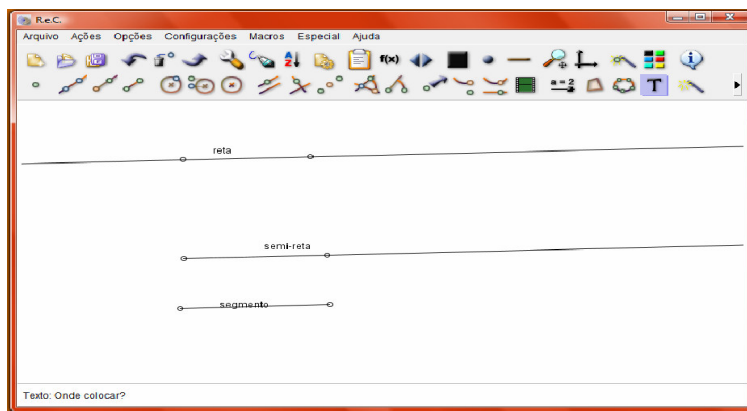 R.e.C.
Arquivo Ações Opções Configurações Macros Especial Ajuda
A Z f(x) i
a=2 T
reta
semi-reta
segmento
Texto: Onde colocar?